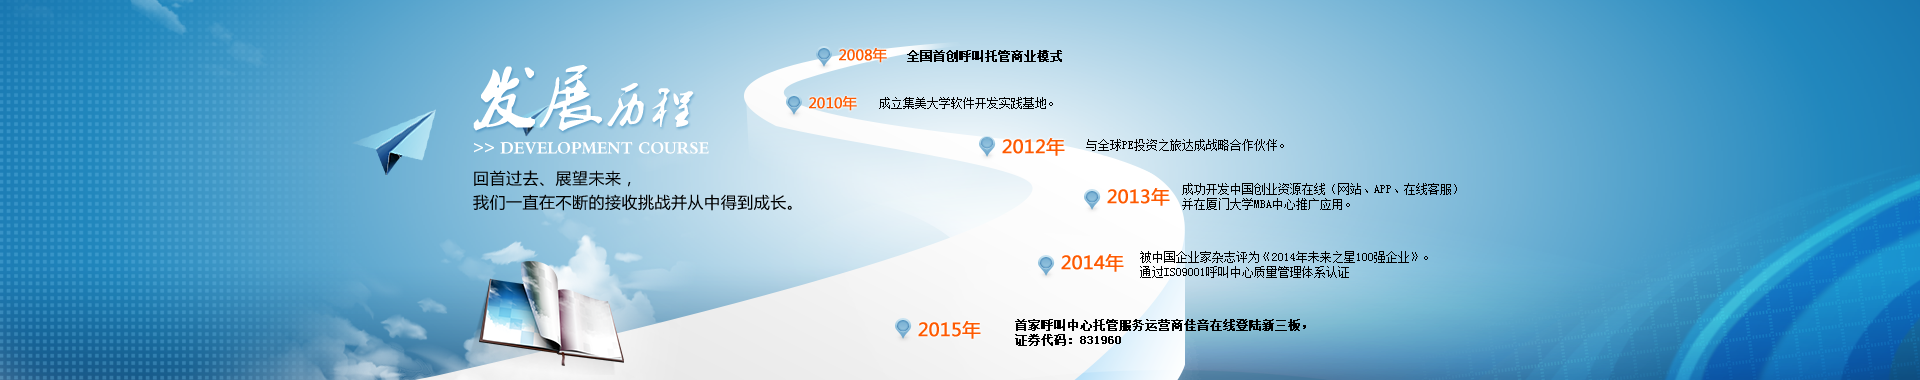 发展历程
>> DEVELOPMENT COURSE
回首过去、展望未来，
我们一直在不断的接收挑战并从中得到成长。
2008年 全国首创呼叫托管商业模式
2010年 成立集美大学软件开发实践基地。
2012年 与全球PE投资之旅达成战略合作伙伴。
2013年 成功开发中国创业资源在线（网站、APP、在线客服）
并在厦门大学MBA中心推广应用。
2014年 被中国企业家杂志评为《2014年未来之星100强企业》。
通过ISO9001呼叫中心质量管理体系认证
2015年 首家呼叫中心托管服务运营商佳音在线登陆新三板，
证券代码：831960